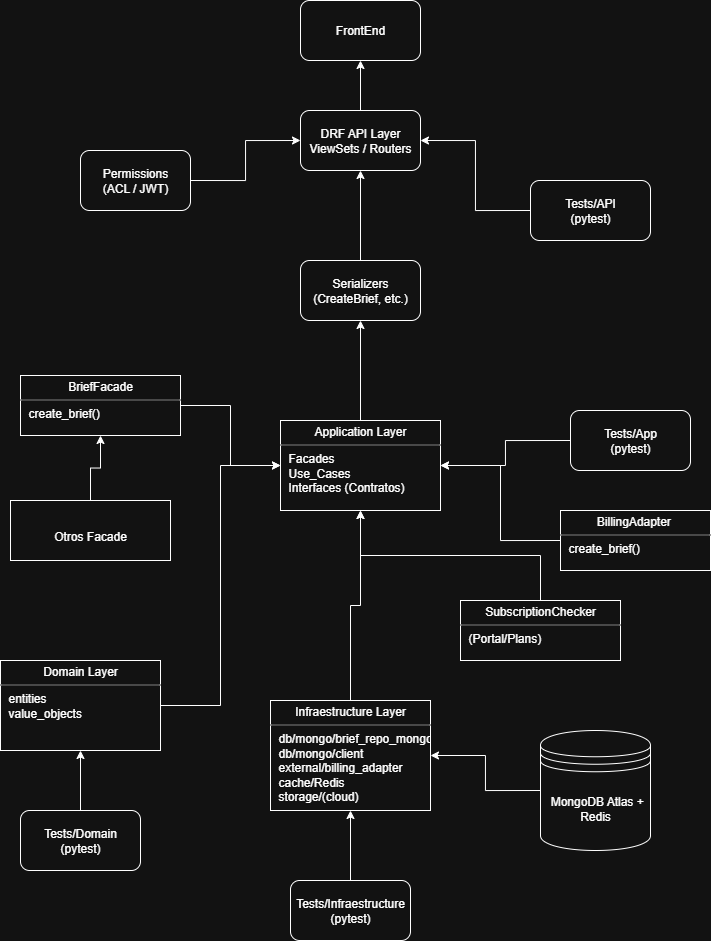 FrontEnd
DRF API Layer
ViewSets / Routers
Permissions
(ACL / JWT)
Tests/API
(pytest)
Serializers
(CreateBrief, etc.)
BriefFacade
create_brief()
Application Layer
Facades
Use_Cases
Interfaces (Contratos)
Tests/App
(pytest)
Otros Facade
BillingAdapter
create_brief()
SubscriptionChecker
(Portal/Plans)
Domain Layer
entities
value_objects
Infraestructure Layer
db/mongo/brief_repo_mongo
db/mongo/client
external/billing_adapter
cache/Redis
storage/(cloud)
MongoDB Atlas +
Redis
Tests/Domain
(pytest)
Tests/Infraestructure
(pytest)